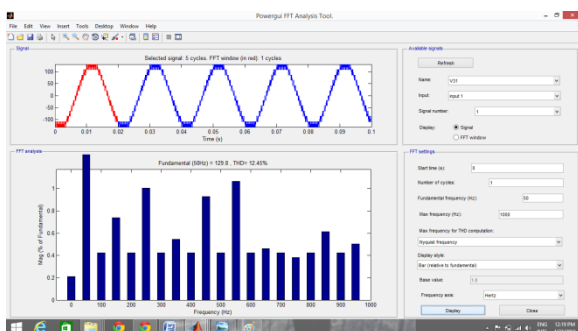 Powergui FFT Analysis Tool.
File Edit View Insert Tools Desktop Window Help
Signal
Selected signal: 5 cycles. FFT window (in red): 1 cycles
100
50
0
-50
-100
0 0.01 0.02 0.03 0.04 0.05 0.06 0.07 0.08 0.09 0.1
Time (s)
FFT analysis
Fundamental (50Hz) = 129.8 , THD= 12.45%
Mag (% of Fundamental)
1
0.8
0.6
0.4
0.2
0
0 100 200 300 400 500 600 700 800 900 1000
Frequency (Hz)
Available signals
Refresh
Name:
Input: input 1
Signal number: 1
Display: Signal
FFT window
FFT settings
Start time (s): 0
Number of cycles: 1
Fundamental frequency (Hz): 50
Max frequency (Hz): 1000
Max frequency for THD computation:
Nyquist frequency
Display style:
Bar (relative to fundamental)
Base value: 1.0
Frequency axis: Hertz
Display Close
ENG 12:19 PM